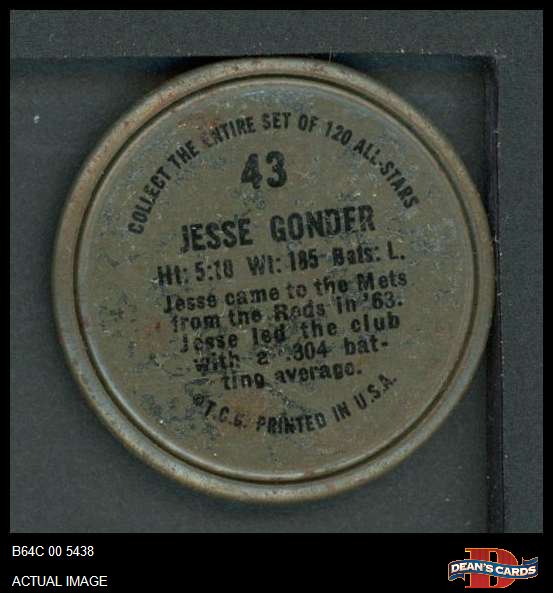 COLLECT THE ENTIRE SET OF 120 ALL-STARS
43
JESSE GONDER
Ht: 5:10 Wt: 185 Bats: L.
Jesse came to the Mets
from the Reds in '63.
Jesse led the club
with a .304 bat-
ting average.
©T.C.G. PRINTED IN U.S.A.
B64C 00 5438
ACTUAL IMAGE
DEAN'S CARDS